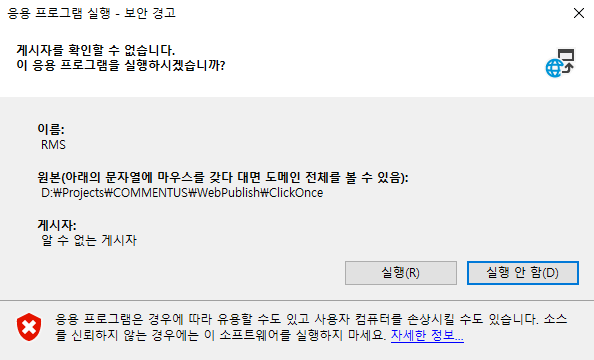 응용 프로그램 실행 - 보안 경고
게시자를 확인할 수 없습니다.
이 응용 프로그램을 실행하시겠습니까?
이름:
RMS
원본(아래의 문자열에 마우스를 갖다 대면 도메인 전체를 볼 수 있음):
D:₩Projects₩COMMENTUS₩WebPublish₩ClickOnce
게시자:
알 수 없는 게시자
실행(R) 실행 안 함(D)
응용 프로그램은 경우에 따라 유용할 수도 있고 사용자 컴퓨터를 손상시킬 수도 있습니다. 소스
를 신뢰하지 않는 경우에는 이 소프트웨어를 실행하지 마세요. 자세한 정보...